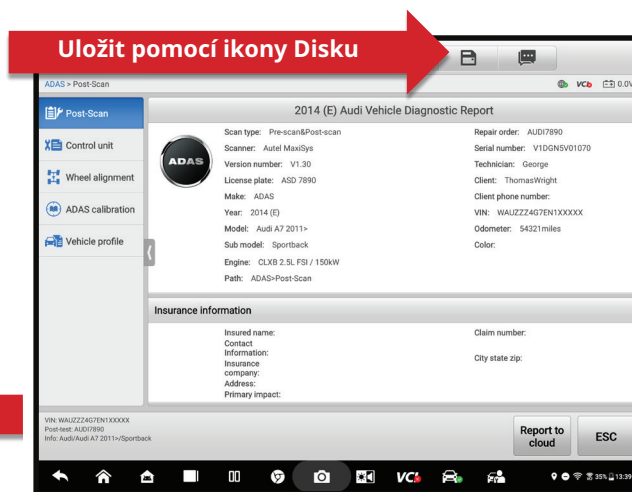 Uložit pomocí ikony Disku
ADAS > Post-Scan
VCI
0.0V
Post-Scan
Control unit
Wheel alignment
ADAS calibration
Vehicle profile
2014 (E) Audi Vehicle Diagnostic Report
ADAS
Scan type: Pre-scan&Post-scan
Repair order: AUDI7890
Scanner: Autel MaxiSys
Serial number: V1DGN5V01070
Version number: V1.30
Technician: George
License plate: ASD 7890
Client: ThomasWright
Make: ADAS
Client phone number:
Year: 2014 (E)
VIN: WAUZZZ4G7EN1XXXXX
Model: Audi A7 2011>
Odometer: 54321miles
Sub model: Sportback
Color:
Engine: CLXB 2.5L FSI / 150kW
Path: ADAS>Post-Scan
Insurance information
Insured name:
Claim number:
Contact
Information:
City state zip:
Insurance
company:
Address:
Primary impact:
VIN: WAUZZZ4G7EN1XXXXX
Post-test: AUDI7890
Info: Audi/Audi A7 2011>/Sportback
Report to
cloud
ESC
VCI
35%
13:39